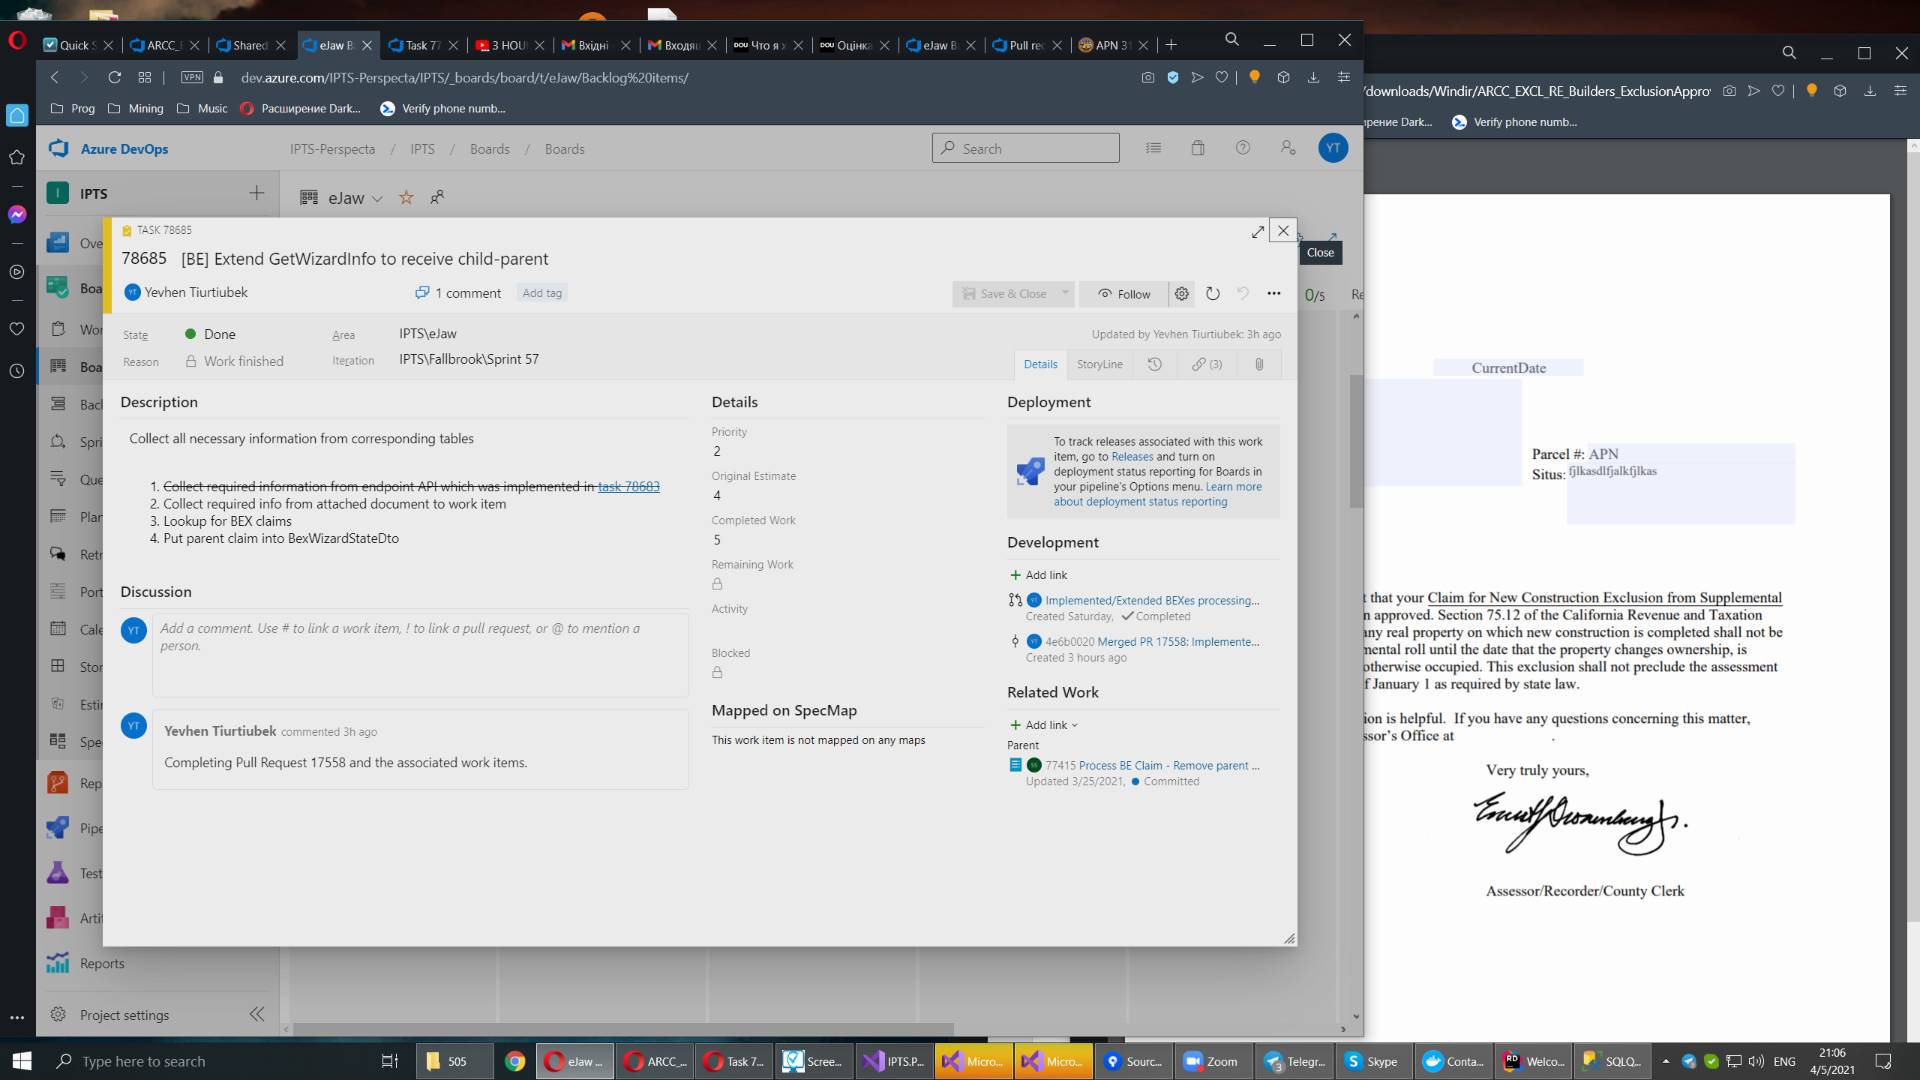 Quick S
ARCC_E
Shared
eJaw B
Task 77
3 HOU
Вхідні
Входящ
DOU Что я х
DOU Оцінка
eJaw B
Pull rec
APN 31
VPN
dev.azure.com/IPTS-Perspecta/IPTS/_boards/board/t/eJaw/Backlog%20items/
/downloads/Windir/ARCC_EXCL_RE_Builders_ExclusionApprov
Prog
Mining
Music
Расширение Dark...
Verify phone numb...
ирение Dark...
Verify phone numb...
Azure DevOps
IPTS-Perspecta / IPTS / Boards / Boards
Search
YT
I IPTS
eJaw
Ove
Boa
Wor
Boa
Bac
Spri
Que
Plan
Retr
Port
Cale
Stor
Esti
Spe
Rep
Pipe
Test
Artif
Reports
Project settings
TASK 78685
Close
78685 [BE] Extend GetWizardInfo to receive child-parent
YT Yevhen Tiurtiubek
1 comment
Add tag
Save & Close
Follow
0/5
Re
State Done
Area IPTS\eJaw
Updated by Yevhen Tiurtiubek: 3h ago
Reason Work finished
Iteration IPTS\Fallbrook\Sprint 57
Details
StoryLine
(3)
Description
Collect all necessary information from corresponding tables
1. Collect required information from endpoint API which was implemented in task 78683
2. Collect required info from attached document to work item
3. Lookup for BEX claims
4. Put parent claim into BexWizardStateDto
Discussion
YT
Add a comment. Use # to link a work item, ! to link a pull request, or @ to mention a
person.
YT
Yevhen Tiurtiubek commented 3h ago
Completing Pull Request 17558 and the associated work items.
Details
Priority
2
Original Estimate
4
Completed Work
5
Remaining Work
Activity
Blocked
Mapped on SpecMap
This work item is not mapped on any maps
Deployment
To track releases associated with this work
item, go to Releases and turn on
deployment status reporting for Boards in
your pipeline's Options menu. Learn more
about deployment status reporting
Development
Add link
YT Implemented/Extended BEXes processing...
Created Saturday, Completed
YT 4e6b0020 Merged PR 17558: Implemente...
Created 3 hours ago
Related Work
Add link
Parent
77415 Process BE Claim - Remove parent ...
Updated 3/25/2021, Committed
CurrentDate
Parcel #: APN
Situs: fjlkasdlfjalkfjlkas
t that your Claim for New Construction Exclusion from Supplemental
n approved. Section 75.12 of the California Revenue and Taxation
any real property on which new construction is completed shall not be
mental roll until the date that the property changes ownership, is
otherwise occupied. This exclusion shall not preclude the assessment
f January 1 as required by state law.
ion is helpful. If you have any questions concerning this matter,
ssor's Office at .
Very truly yours,
Assessor/Recorder/County Clerk
Type here to search
505
eJaw ...
ARCC_...
Task 7...
Scree...
IPTS.P...
Micro...
Micro...
Sourc...
Zoom
3 Telegr...
Skype
Conta...
RD Welco...
SQLQ...
ENG
21:06
4/5/2021